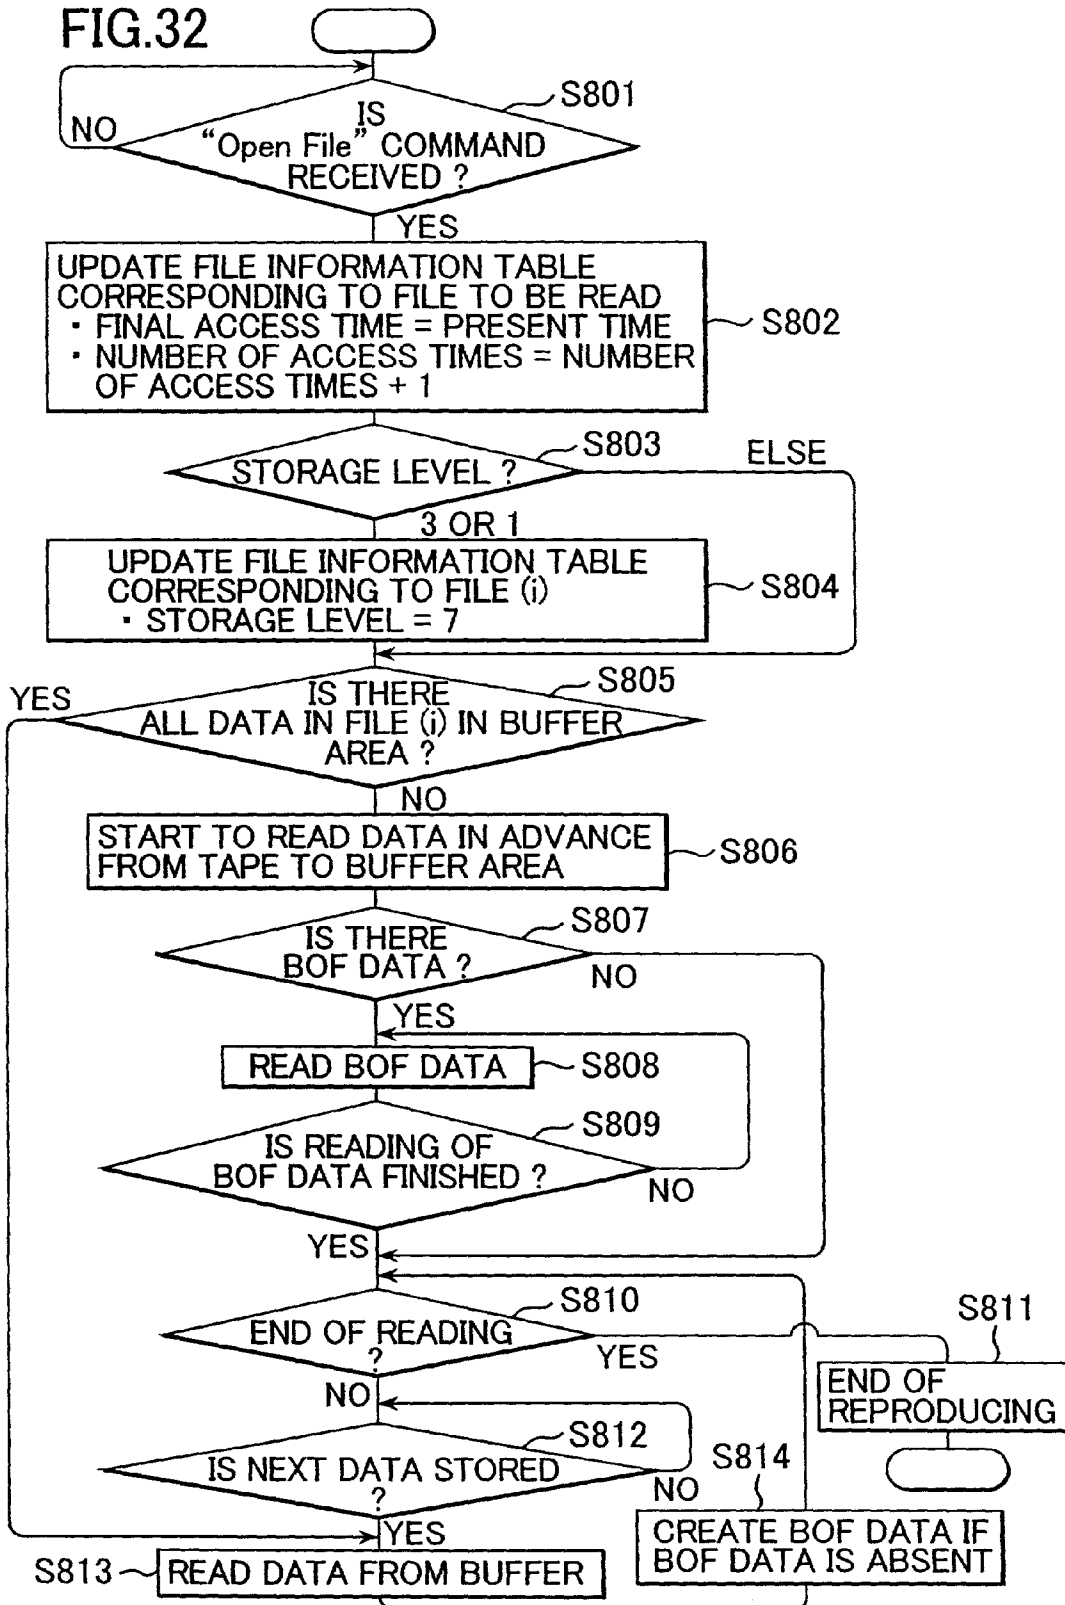 FIG.32
S801
IS
"Open File" COMMAND
RECEIVED ?
NO
YES
UPDATE FILE INFORMATION TABLE
CORRESPONDING TO FILE TO BE READ
・FINAL ACCESS TIME = PRESENT TIME
・NUMBER OF ACCESS TIMES = NUMBER
OF ACCESS TIMES + 1
S802
S803
STORAGE LEVEL ?
ELSE
3 OR 1
UPDATE FILE INFORMATION TABLE
CORRESPONDING TO FILE (i)
・STORAGE LEVEL = 7
S804
S805
YES
IS THERE
ALL DATA IN FILE (i) IN BUFFER
AREA ?
NO
START TO READ DATA IN ADVANCE
FROM TAPE TO BUFFER AREA
S806
S807
IS THERE
BOF DATA ?
NO
YES
READ BOF DATA
S808
S809
IS READING OF
BOF DATA FINISHED ?
NO
YES
S810
END OF READING
?
YES
S811
END OF
REPRODUCING
NO
S812
IS NEXT DATA STORED
?
NO
S814
YES
CREATE BOF DATA IF
BOF DATA IS ABSENT
S813
READ DATA FROM BUFFER